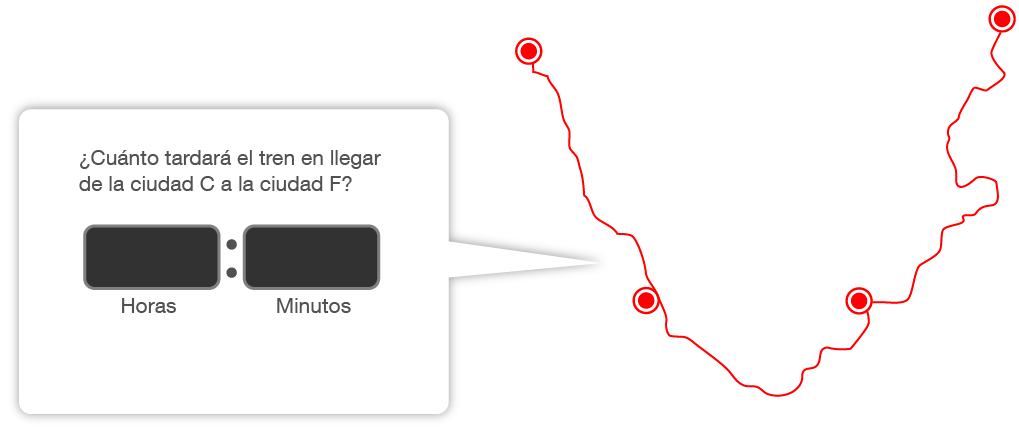 ¿Cuánto tardará el tren en llegar
de la ciudad C a la ciudad F?
:
Horas Minutos